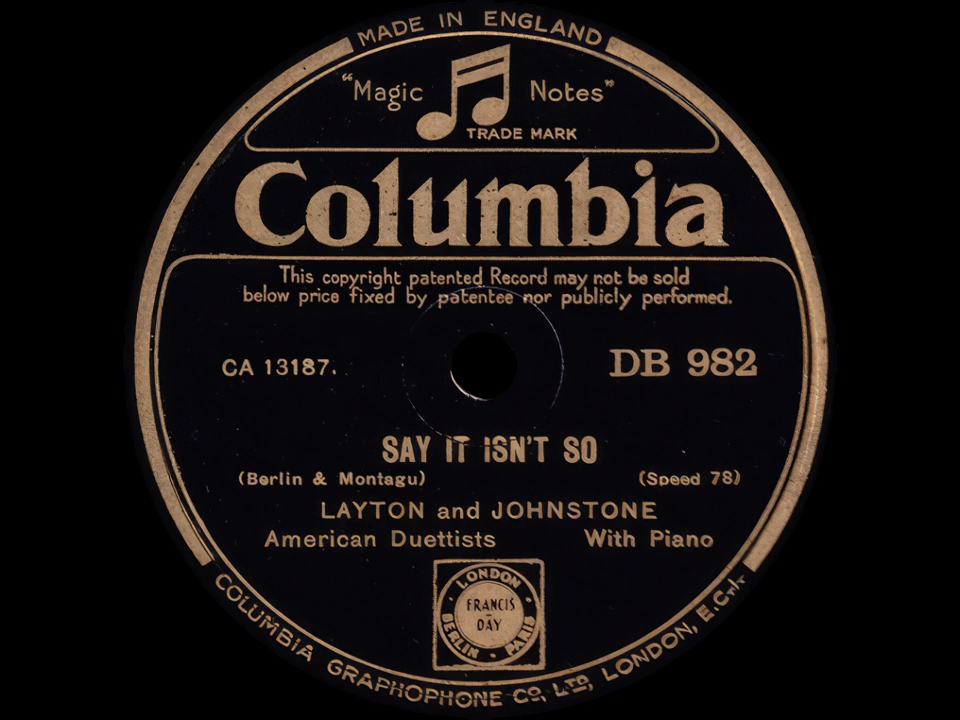 MADE IN ENGLAND
"Magic Notes"
TRADE MARK
Columbia
This copyright patented Record may not be sold
below price fixed by patentee nor publicly performed.
CA 13187. DB 982
SAY IT ISN'T SO
(Berlin & Montagu) (Speed 78)
LAYTON and JOHNSTONE
American Duettists With Piano
LONDON
FRANCIS
DAY
BERLIN • PARIS
COLUMBIA GRAPHOPHONE CO. LTD, LONDON, E.C.1.